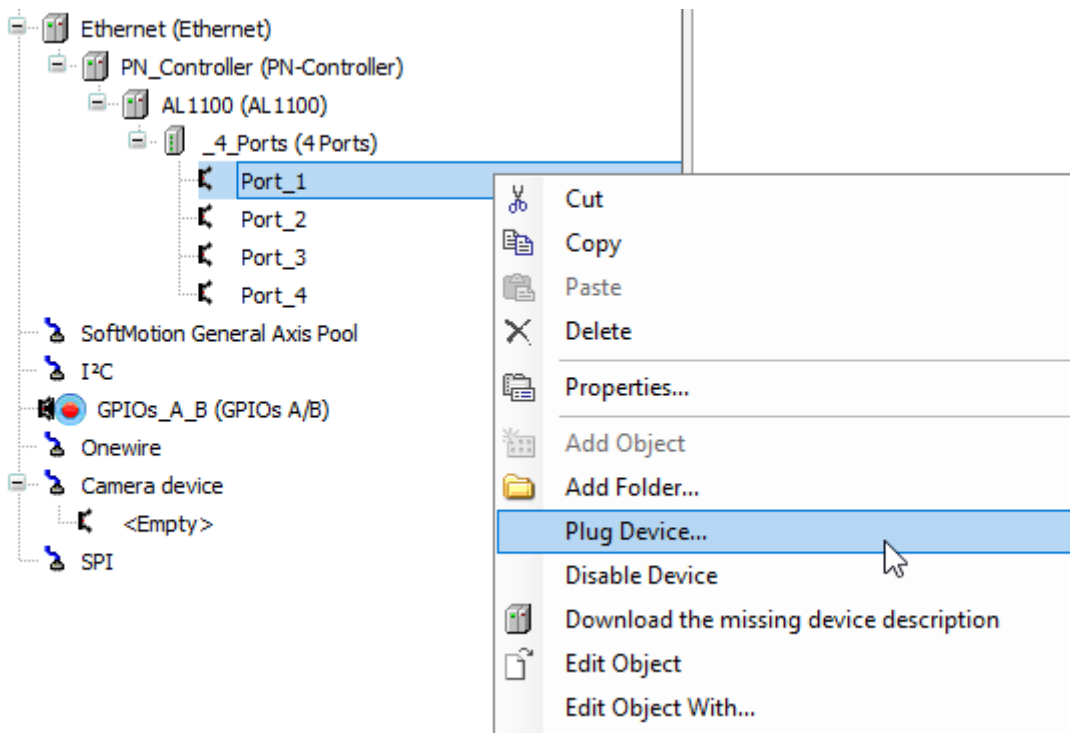 Ethernet (Ethernet)
PN_Controller (PN-Controller)
AL1100 (AL1100)
_4_Ports (4 Ports)
Port_1
Port_2
Port_3
Port_4
SoftMotion General Axis Pool
I²C
GPIOs_A_B (GPIOs A/B)
Onewire
Camera device
<Empty>
SPI
Cut
Copy
Paste
Delete
Properties...
Add Object
Add Folder...
Plug Device...
Disable Device
Download the missing device description
Edit Object
Edit Object With...